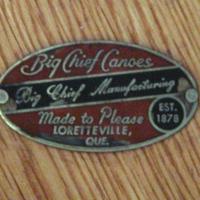 Big Chief Canoes
Big Chief Manufacturing
Made to Please
LORETTEVILLE,
QUE.
EST.
1878